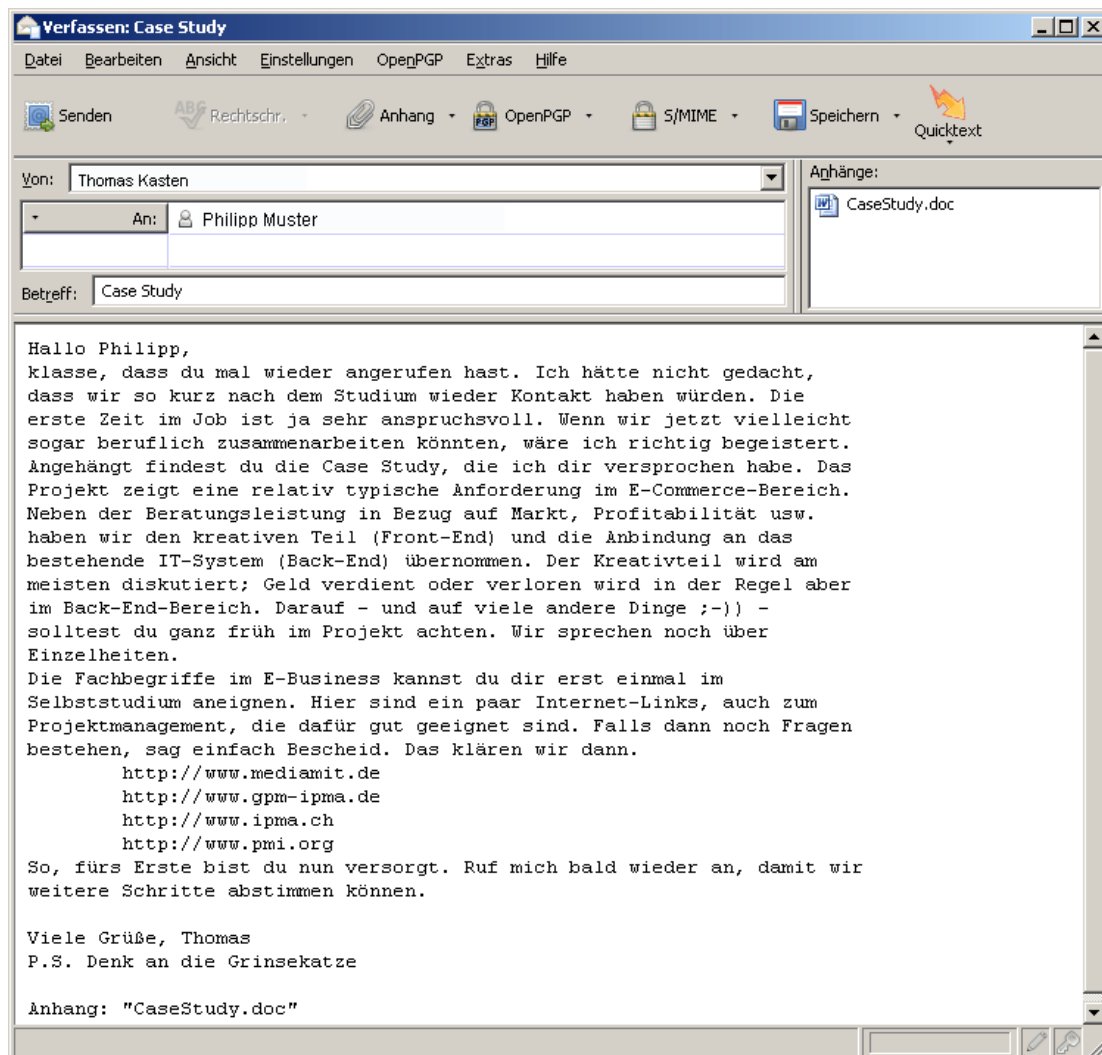 Verfassen: Case Study
Datei Bearbeiten Ansicht Einstellungen OpenPGP Extras Hilfe
Senden ABC Rechtschr. Anhang PGP OpenPGP S/MIME Speichern Quicktext
Von: Thomas Kasten
Anhänge:
An: Philipp Muster
CaseStudy.doc
Betreff: Case Study
Hallo Philipp,
klasse, dass du mal wieder angerufen hast. Ich hätte nicht gedacht,
dass wir so kurz nach dem Studium wieder Kontakt haben würden. Die
erste Zeit im Job ist ja sehr anspruchsvoll. Wenn wir jetzt vielleicht
sogar beruflich zusammenarbeiten könnten, wäre ich richtig begeistert.
Angehängt findest du die Case Study, die ich dir versprochen habe. Das
Projekt zeigt eine relativ typische Anforderung im E-Commerce-Bereich.
Neben der Beratungsleistung in Bezug auf Markt, Profitabilität usw.
haben wir den kreativen Teil (Front-End) und die Anbindung an das
bestehende IT-System (Back-End) übernommen. Der Kreativteil wird am
meisten diskutiert; Geld verdient oder verloren wird in der Regel aber
im Back-End-Bereich. Darauf - und auf viele andere Dinge ;-)) -
solltest du ganz früh im Projekt achten. Wir sprechen noch über
Einzelheiten.
Die Fachbegriffe im E-Business kannst du dir erst einmal im
Selbststudium aneignen. Hier sind ein paar Internet-Links, auch zum
Projektmanagement, die dafür gut geeignet sind. Falls dann noch Fragen
bestehen, sag einfach Bescheid. Das klären wir dann.
http://www.mediamit.de
http://www.gpm-ipma.de
http://www.ipma.ch
http://www.pmi.org
So, fürs Erste bist du nun versorgt. Ruf mich bald wieder an, damit wir
weitere Schritte abstimmen können.
Viele Grüße, Thomas
P.S. Denk an die Grinsekatze
Anhang: "CaseStudy.doc"